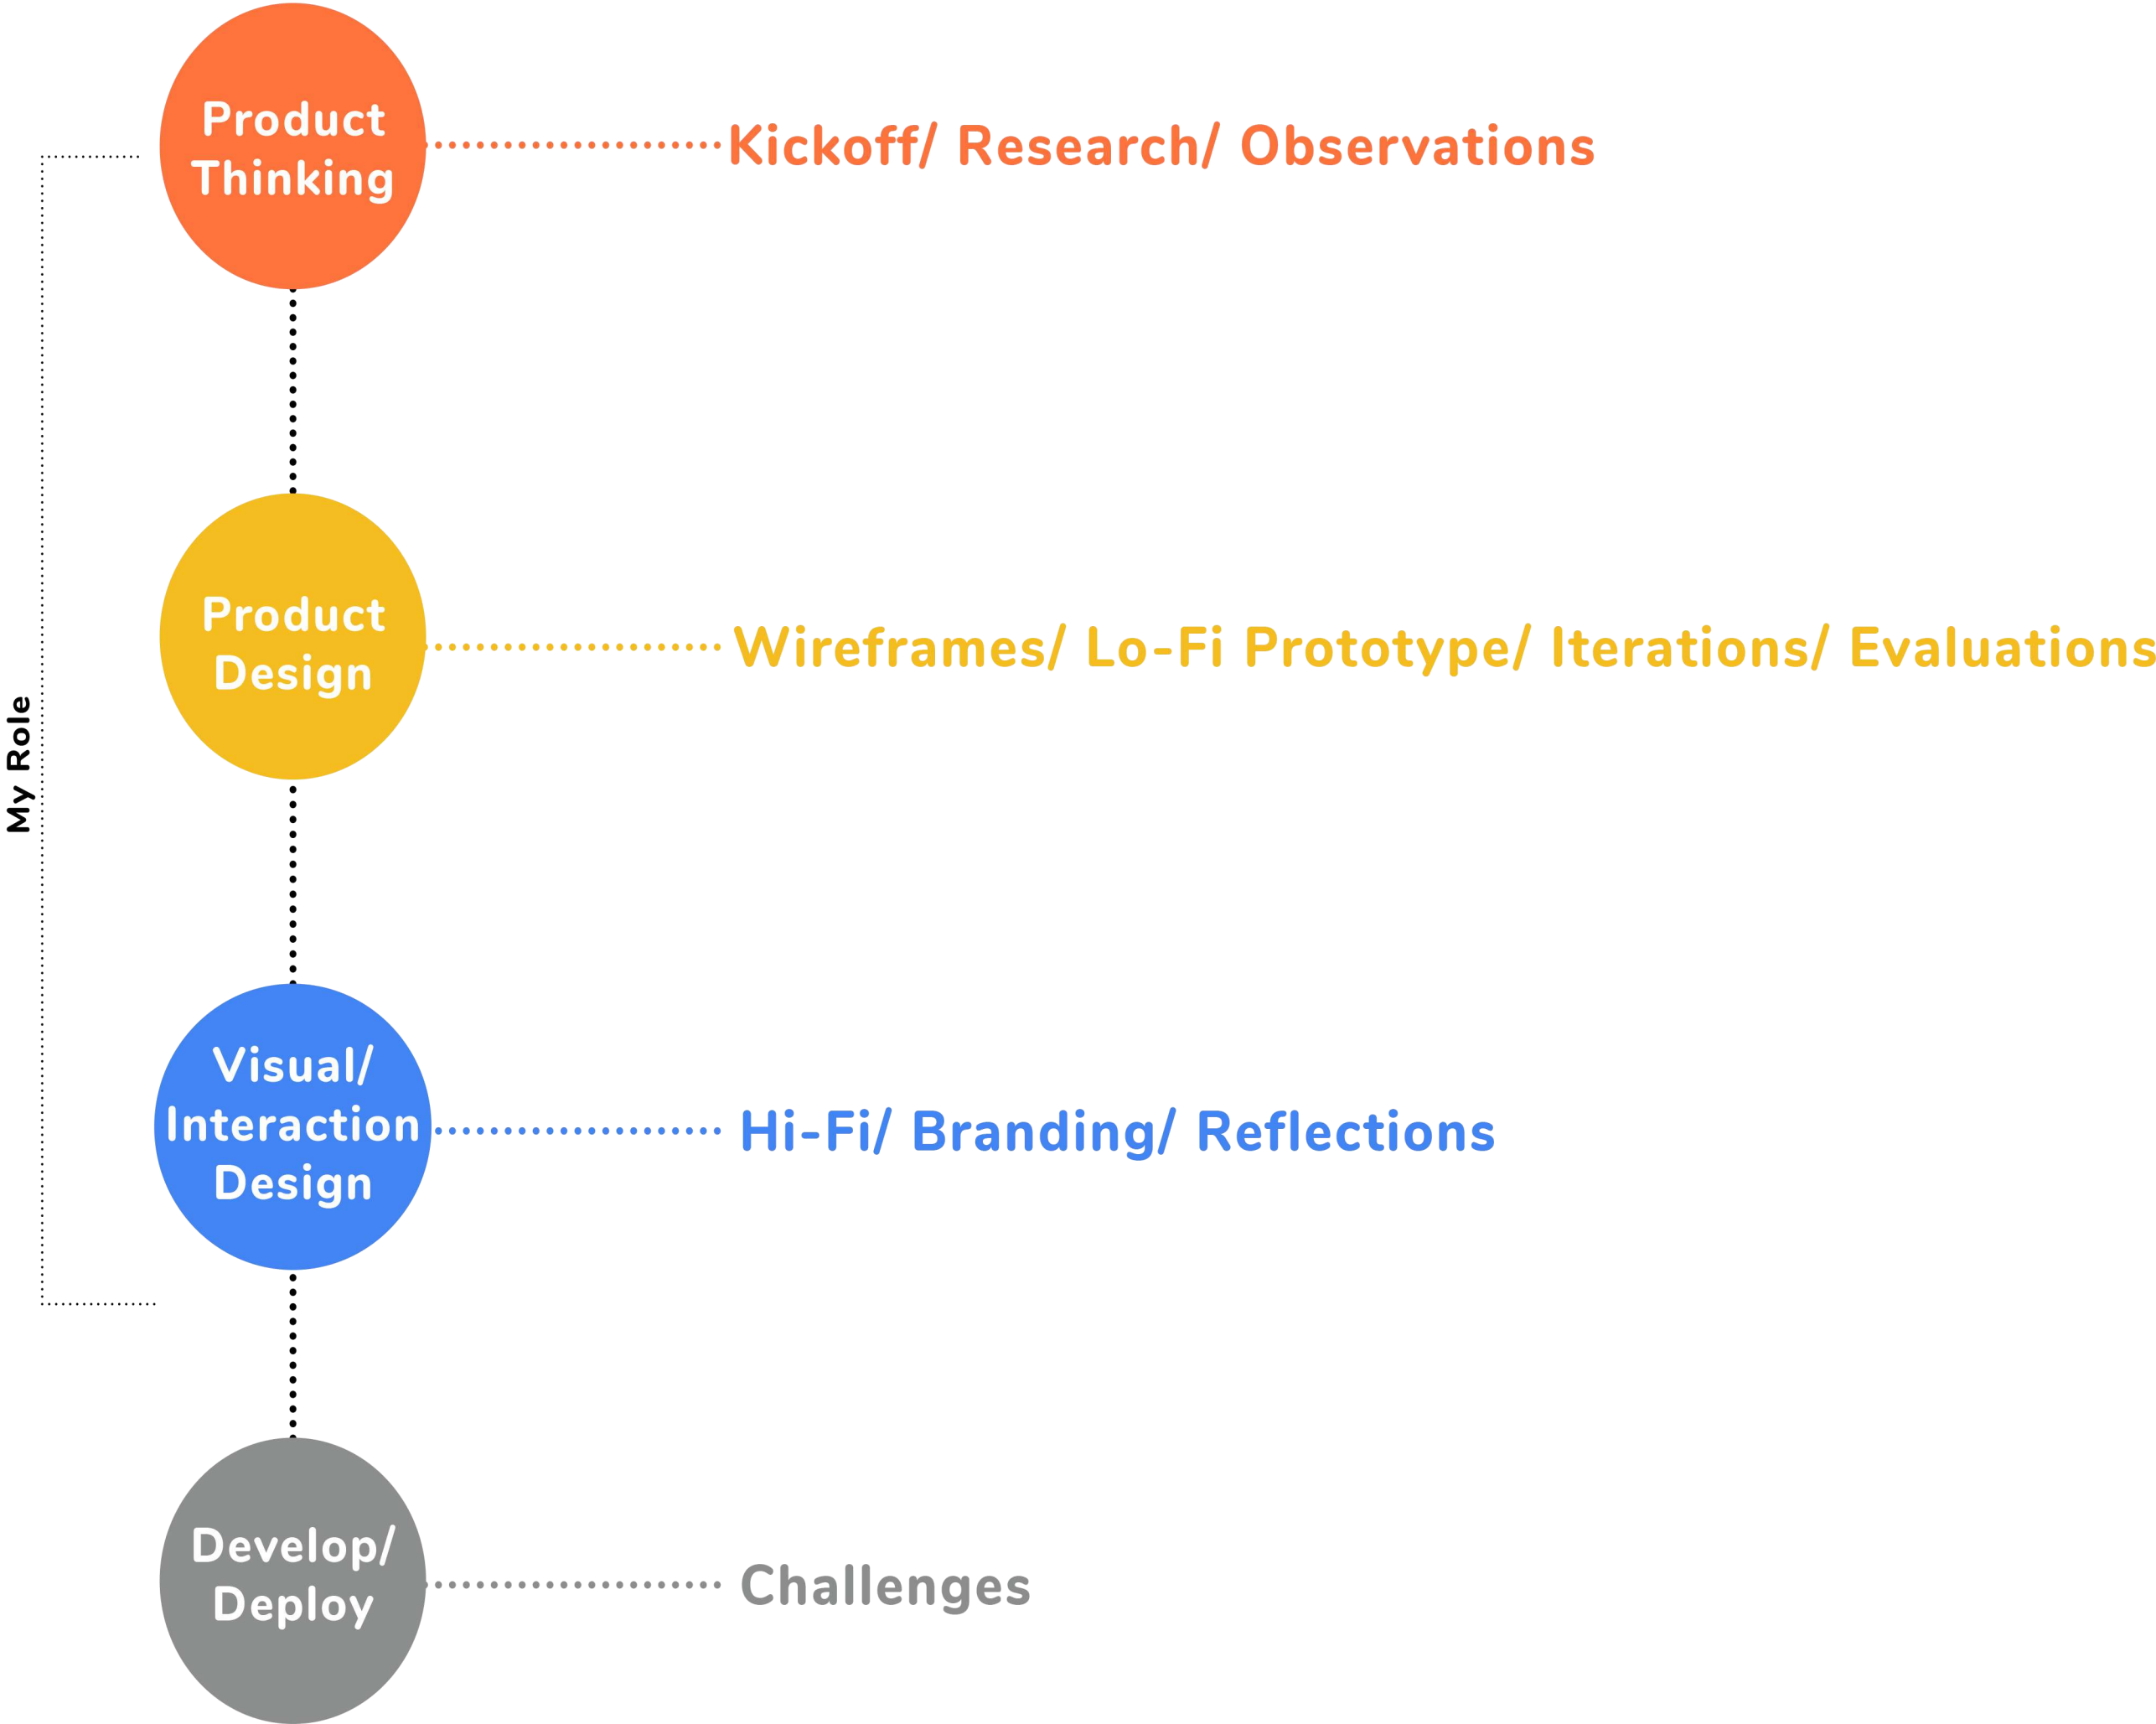 Product
Thinking
Kickoff/ Research/ Observations
My Role
Product
Design
Wireframes/ Lo-Fi Prototype/ Iterations/ Evaluations
Visual/
Interaction
Design
Hi-Fi/ Branding/ Reflections
Develop/
Deploy
Challenges